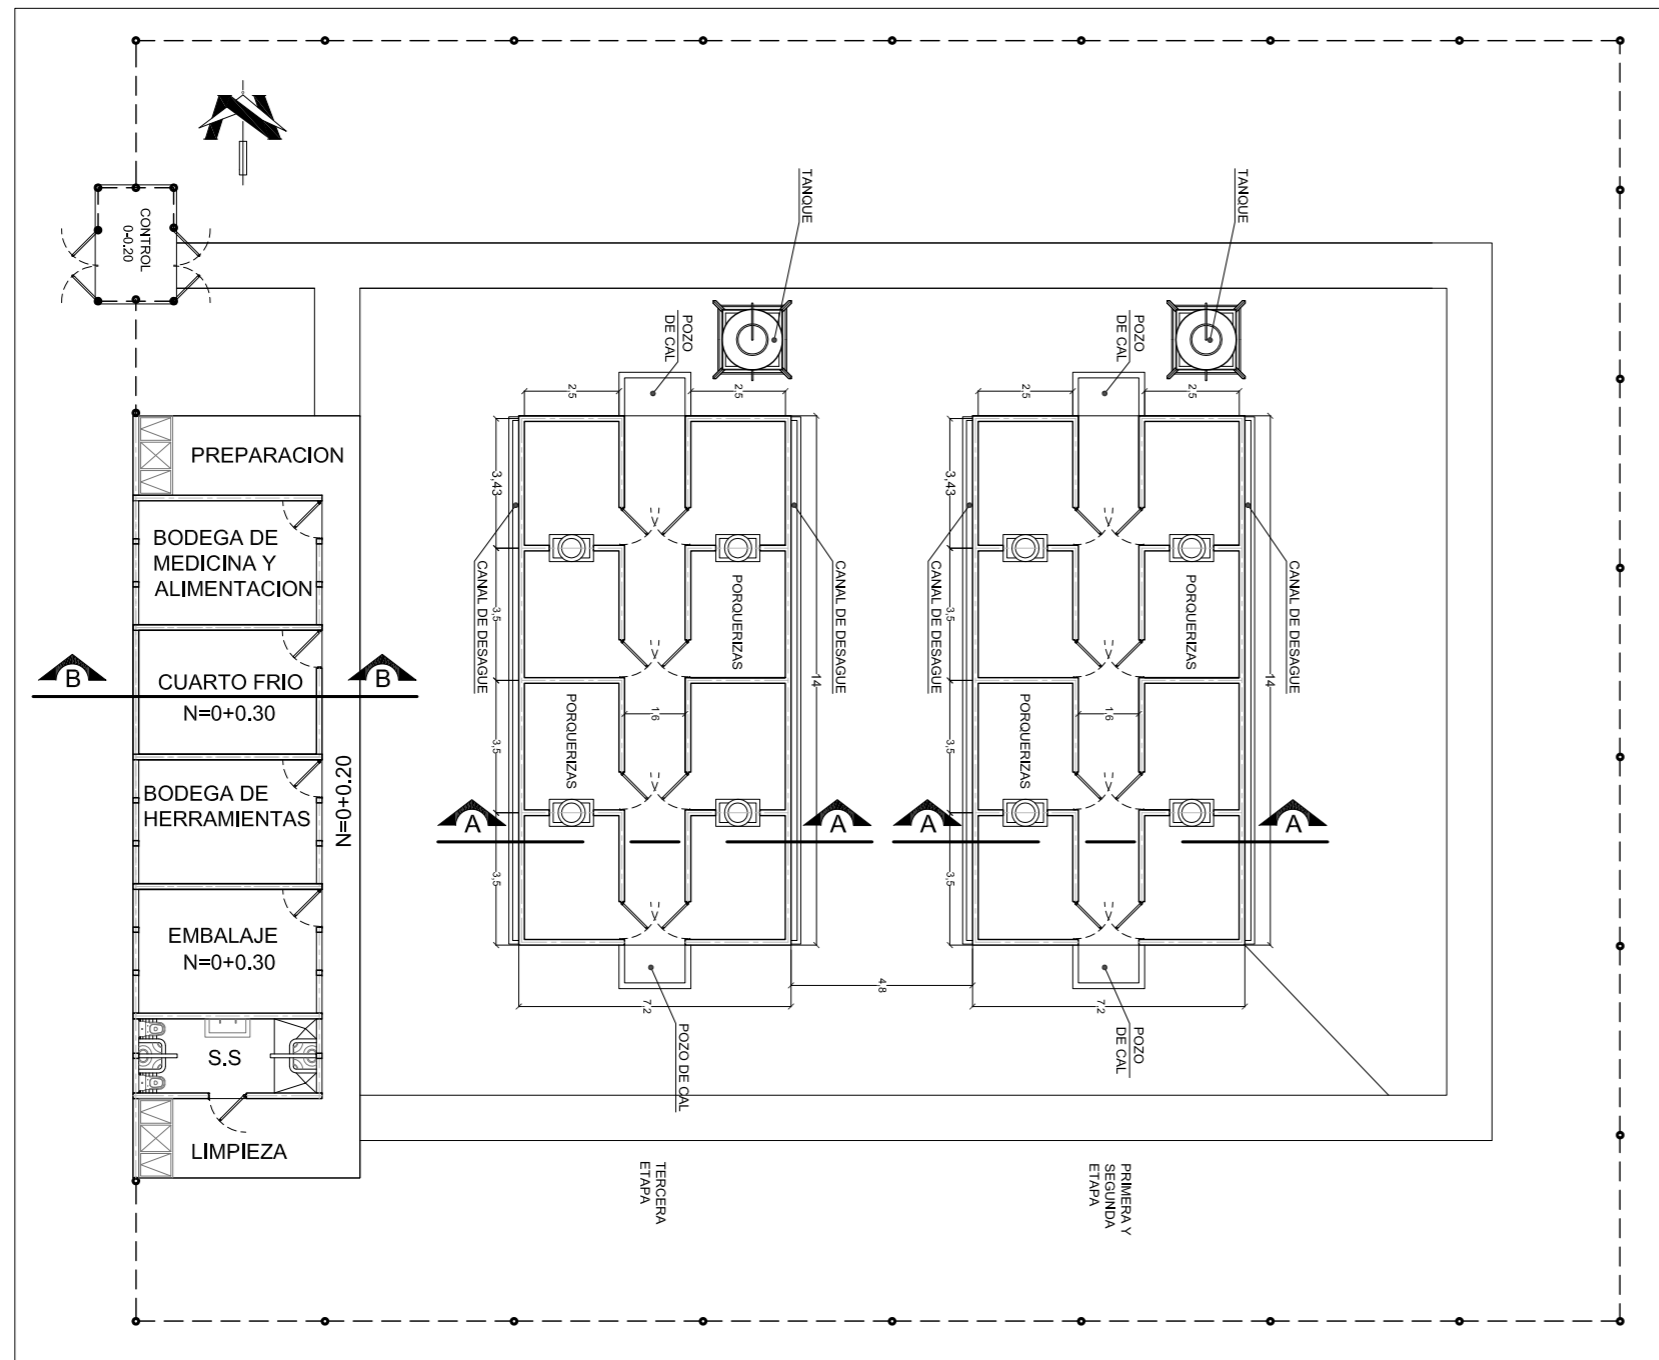 TANQUE
TANQUE
CONTROL
0-0.20
POZO
DE CAL
POZO
DE CAL
2,5
2,5
2,5
2,5
PREPARACION
3,43
3,43
CANAL DE DESAGUE
CANAL DE DESAGUE
CANAL DE DESAGUE
CANAL DE DESAGUE
BODEGA DE
MEDICINA Y
ALIMENTACION
PORQUERIZAS
PORQUERIZAS
3,5
3,5
B
B
CUARTO FRIO
N=0+0.30
14
14
PORQUERIZAS
PORQUERIZAS
1,6
1,6
3,5
3,5
N=0+0.20
BODEGA DE
HERRAMIENTAS
A
A
A
A
3,5
3,5
EMBALAJE
N=0+0.30
7,2
4,8
7,2
S.S
POZO DE CAL
POZO
DE CAL
LIMPIEZA
TERCERA
ETAPA
PRIMERA Y
SEGUNDA
ETAPA